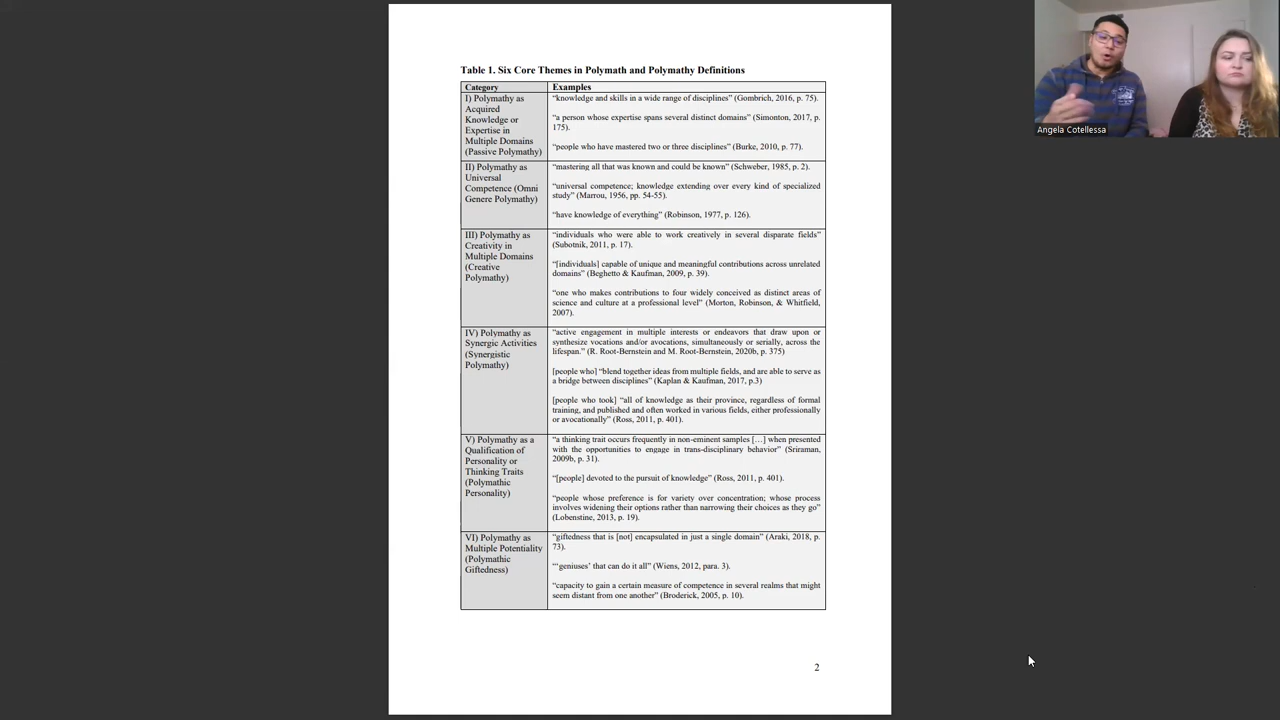 Table 1. Six Core Themes in Polymath and Polymathy Definitions
Category
Examples
I) Polymathy as
Acquired
Knowledge or
Expertise in
Multiple Domains
(Passive Polymathy)
“knowledge and skills in a wide range of disciplines” (Gombrich, 2016, p. 75).
“a person whose expertise spans several distinct domains” (Simonton, 2017, p.
175).
“people who have mastered two or three disciplines” (Burke, 2010, p. 77).
II) Polymathy as
Universal
Competence (Omni
Genere Polymathy)
“mastering all that was known and could be known” (Schweber, 1985, p. 2).
“universal competence; knowledge extending over every kind of specialized
study” (Marrou, 1956, pp. 54-55).
“have knowledge of everything” (Robinson, 1977, p. 126).
III) Polymathy as
Creativity in
Multiple Domains
(Creative
Polymathy)
“individuals who were able to work creatively in several disparate fields”
(Subotnik, 2011, p. 17).
“[individuals] capable of unique and meaningful contributions across unrelated
domains” (Beghetto & Kaufman, 2009, p. 39).
“one who makes contributions to four widely conceived as distinct areas of
science and culture at a professional level” (Morton, Robinson, & Whitfield,
2007).
IV) Polymathy as
Synergic Activities
(Synergistic
Polymathy)
“active engagement in multiple interests or endeavors that draw upon or
synthesize vocations and/or avocations, simultaneously or serially, across the
lifespan.” (R. Root-Bernstein and M. Root-Bernstein, 2020b, p. 375)
[people who] “blend together ideas from multiple fields, and are able to serve as
a bridge between disciplines” (Kaplan & Kaufman, 2017, p.3)
[people who took] “all of knowledge as their province, regardless of formal
training, and published and often worked in various fields, either professionally
or avocationally” (Ross, 2011, p. 401).
V) Polymathy as a
Qualification of
Personality or
Thinking Traits
(Polymathic
Personality)
“a thinking trait occurs frequently in non-eminent samples […] when presented
with the opportunities to engage in trans-disciplinary behavior” (Sriraman,
2009b, p. 31).
“[people] devoted to the pursuit of knowledge” (Ross, 2011, p. 401).
“people whose preference is for variety over concentration; whose process
involves widening their options rather than narrowing their choices as they go”
(Lobenstine, 2013, p. 19).
VI) Polymathy as
Multiple Potentiality
(Polymathic
Giftedness)
“giftedness that is [not] encapsulated in just a single domain” (Araki, 2018, p.
73).
“‘geniuses’ that can do it all” (Wiens, 2012, para. 3).
“capacity to gain a certain measure of competence in several realms that might
seem distant from one another” (Broderick, 2005, p. 10).
2
Angela Cotellessa